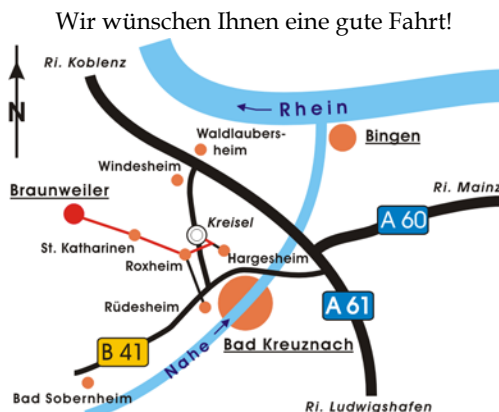 Wir wünschen Ihnen eine gute Fahrt!
Ri. Koblenz
N
Rhein
Waldlaubers-
heim
Bingen
Windesheim
Braunweiler
Ri. Mainz
A 60
Kreisel
St. Katharinen
Roxheim
Hargesheim
Rüdesheim
A 61
B 41
Nahe
Bad Kreuznach
Bad Sobernheim
Ri. Ludwigshafen